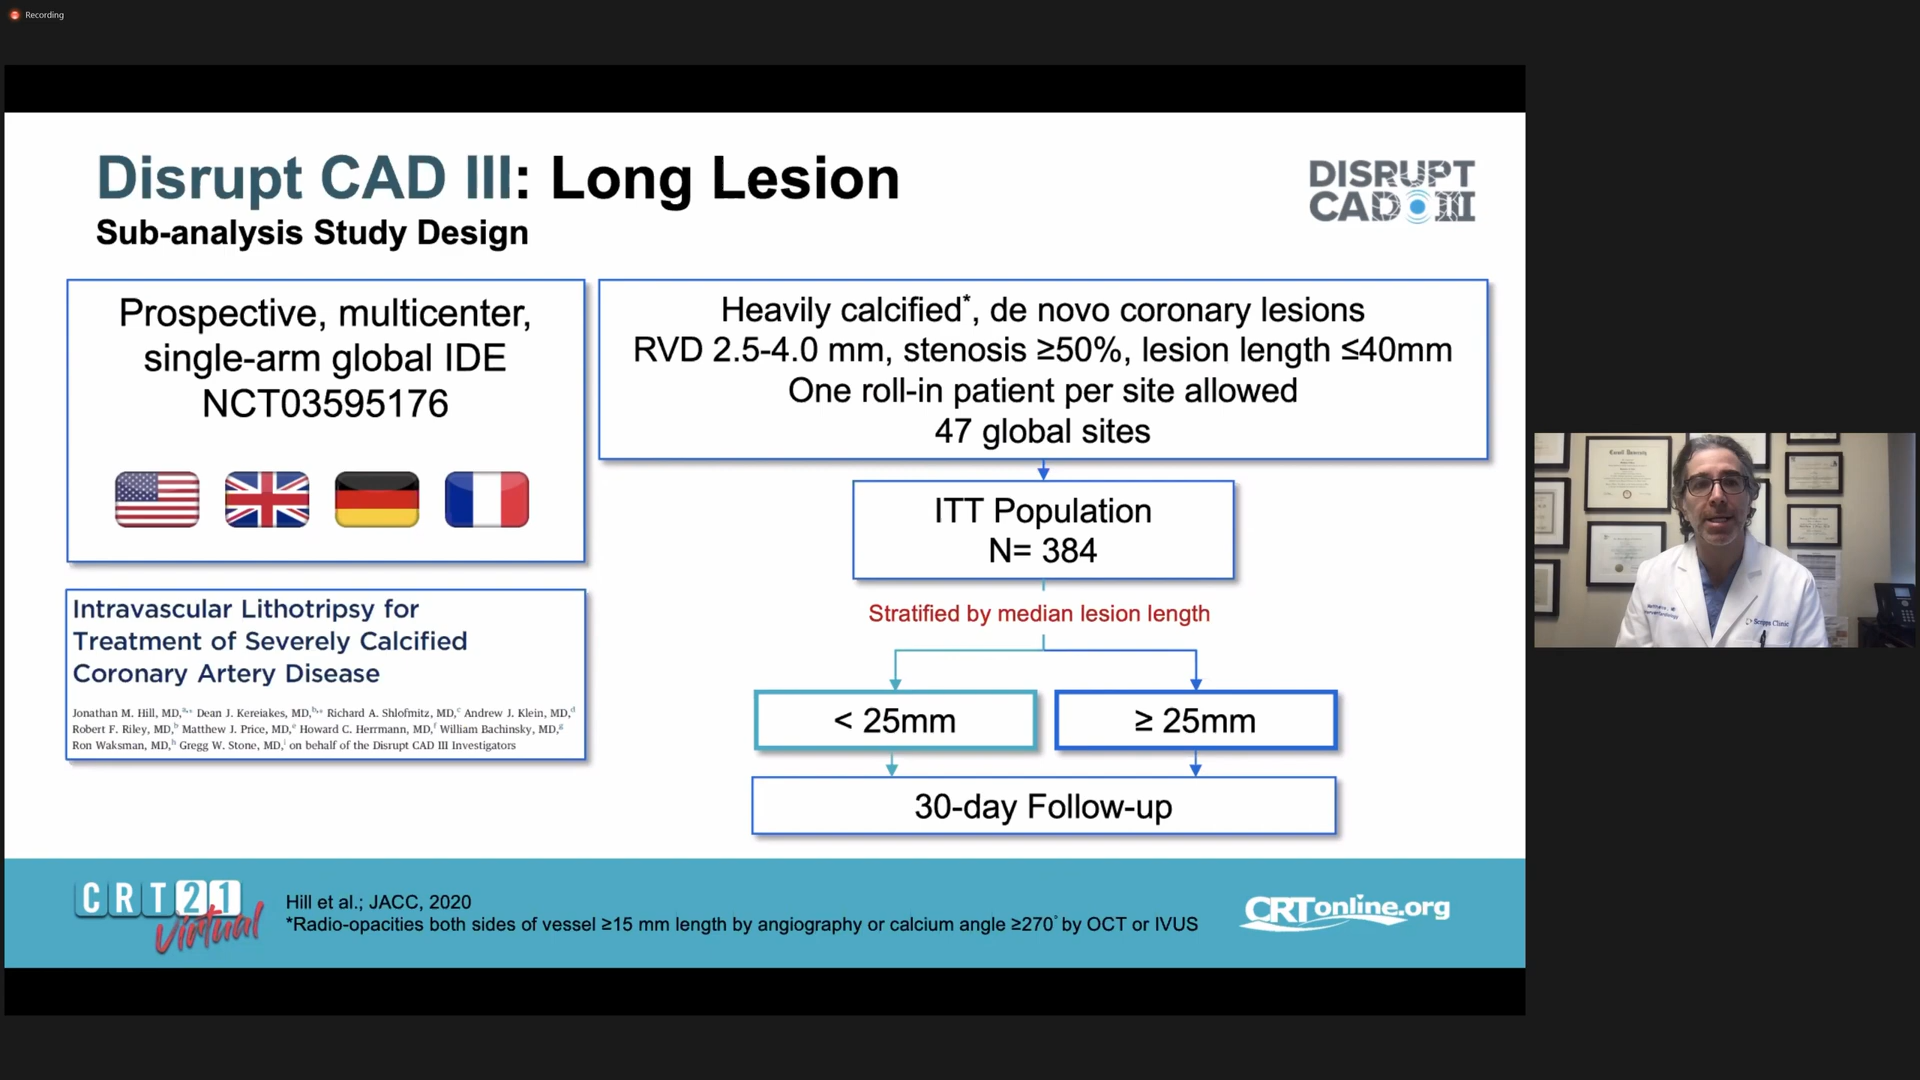 Recording
Disrupt CAD III: Long Lesion
Sub-analysis Study Design
DISRUPT
CAD III
Prospective, multicenter,
single-arm global IDE
NCT03595176
Heavily calcified*, de novo coronary lesions
RVD 2.5-4.0 mm, stenosis ≥50%, lesion length ≤40mm
One roll-in patient per site allowed
47 global sites
ITT Population
N= 384
Stratified by median lesion length
< 25mm
≥ 25mm
30-day Follow-up
Intravascular Lithotripsy for
Treatment of Severely Calcified
Coronary Artery Disease
Jonathan M. Hill, MD,a,* Dean J. Kereiakes, MD,b,* Richard A. Shlofmitz, MD,c Andrew J. Klein, MD,d
Robert F. Riley, MD,b Matthew J. Price, MD,e Howard C. Herrmann, MD,f William Bachinsky, MD,g
Ron Waksman, MD,h Gregg W. Stone, MD,i on behalf of the Disrupt CAD III Investigators
CRT21
Virtual
Hill et al.; JACC, 2020
*Radio-opacities both sides of vessel ≥15 mm length by angiography or calcium angle ≥270° by OCT or IVUS
CRTonline.org
Cornell University
Scripps Clinic